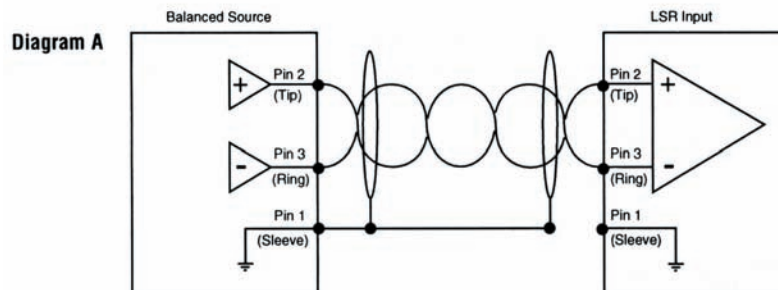 Balanced Source
LSR Input
Diagram A
+
Pin 2
(Tip)
Pin 2
(Tip)
+
-
Pin 3
(Ring)
Pin 3
(Ring)
-
Pin 1
(Sleeve)
Pin 1
(Sleeve)